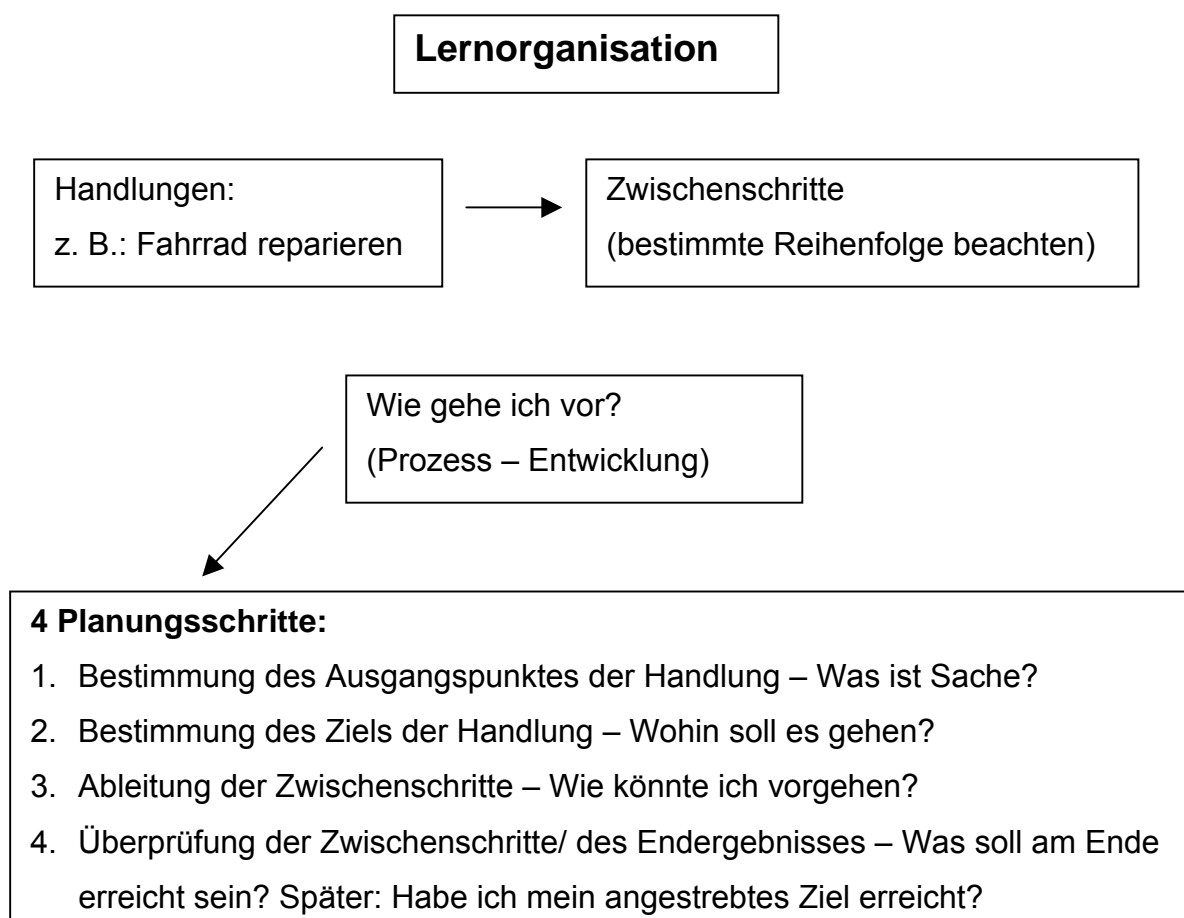 Lernorganisation
Handlungen:
z. B.: Fahrrad reparieren
Zwischenschritte
(bestimmte Reihenfolge beachten)
Wie gehe ich vor?
(Prozess – Entwicklung)
4 Planungsschritte:
1. Bestimmung des Ausgangspunktes der Handlung – Was ist Sache?
2. Bestimmung des Ziels der Handlung – Wohin soll es gehen?
3. Ableitung der Zwischenschritte – Wie könnte ich vorgehen?
4. Überprüfung der Zwischenschritte/ des Endergebnisses – Was soll am Ende
erreicht sein? Später: Habe ich mein angestrebtes Ziel erreicht?